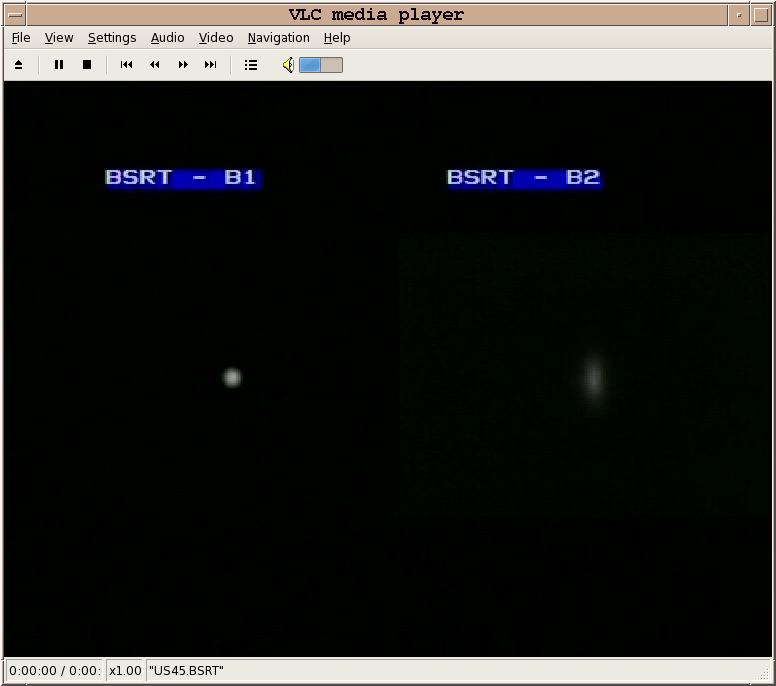 VLC media player
File View Settings Audio Video Navigation Help
BSRT - B1 BSRT - B2
0:00:00 / 0:00: x1.00 "US45.BSRT"